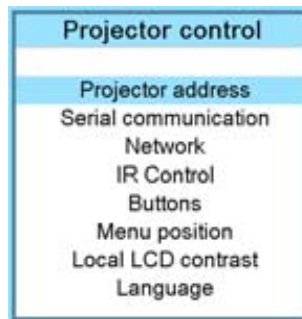 Projector control
Projector address
Serial communication
Network
IR Control
Buttons
Menu position
Local LCD contrast
Language